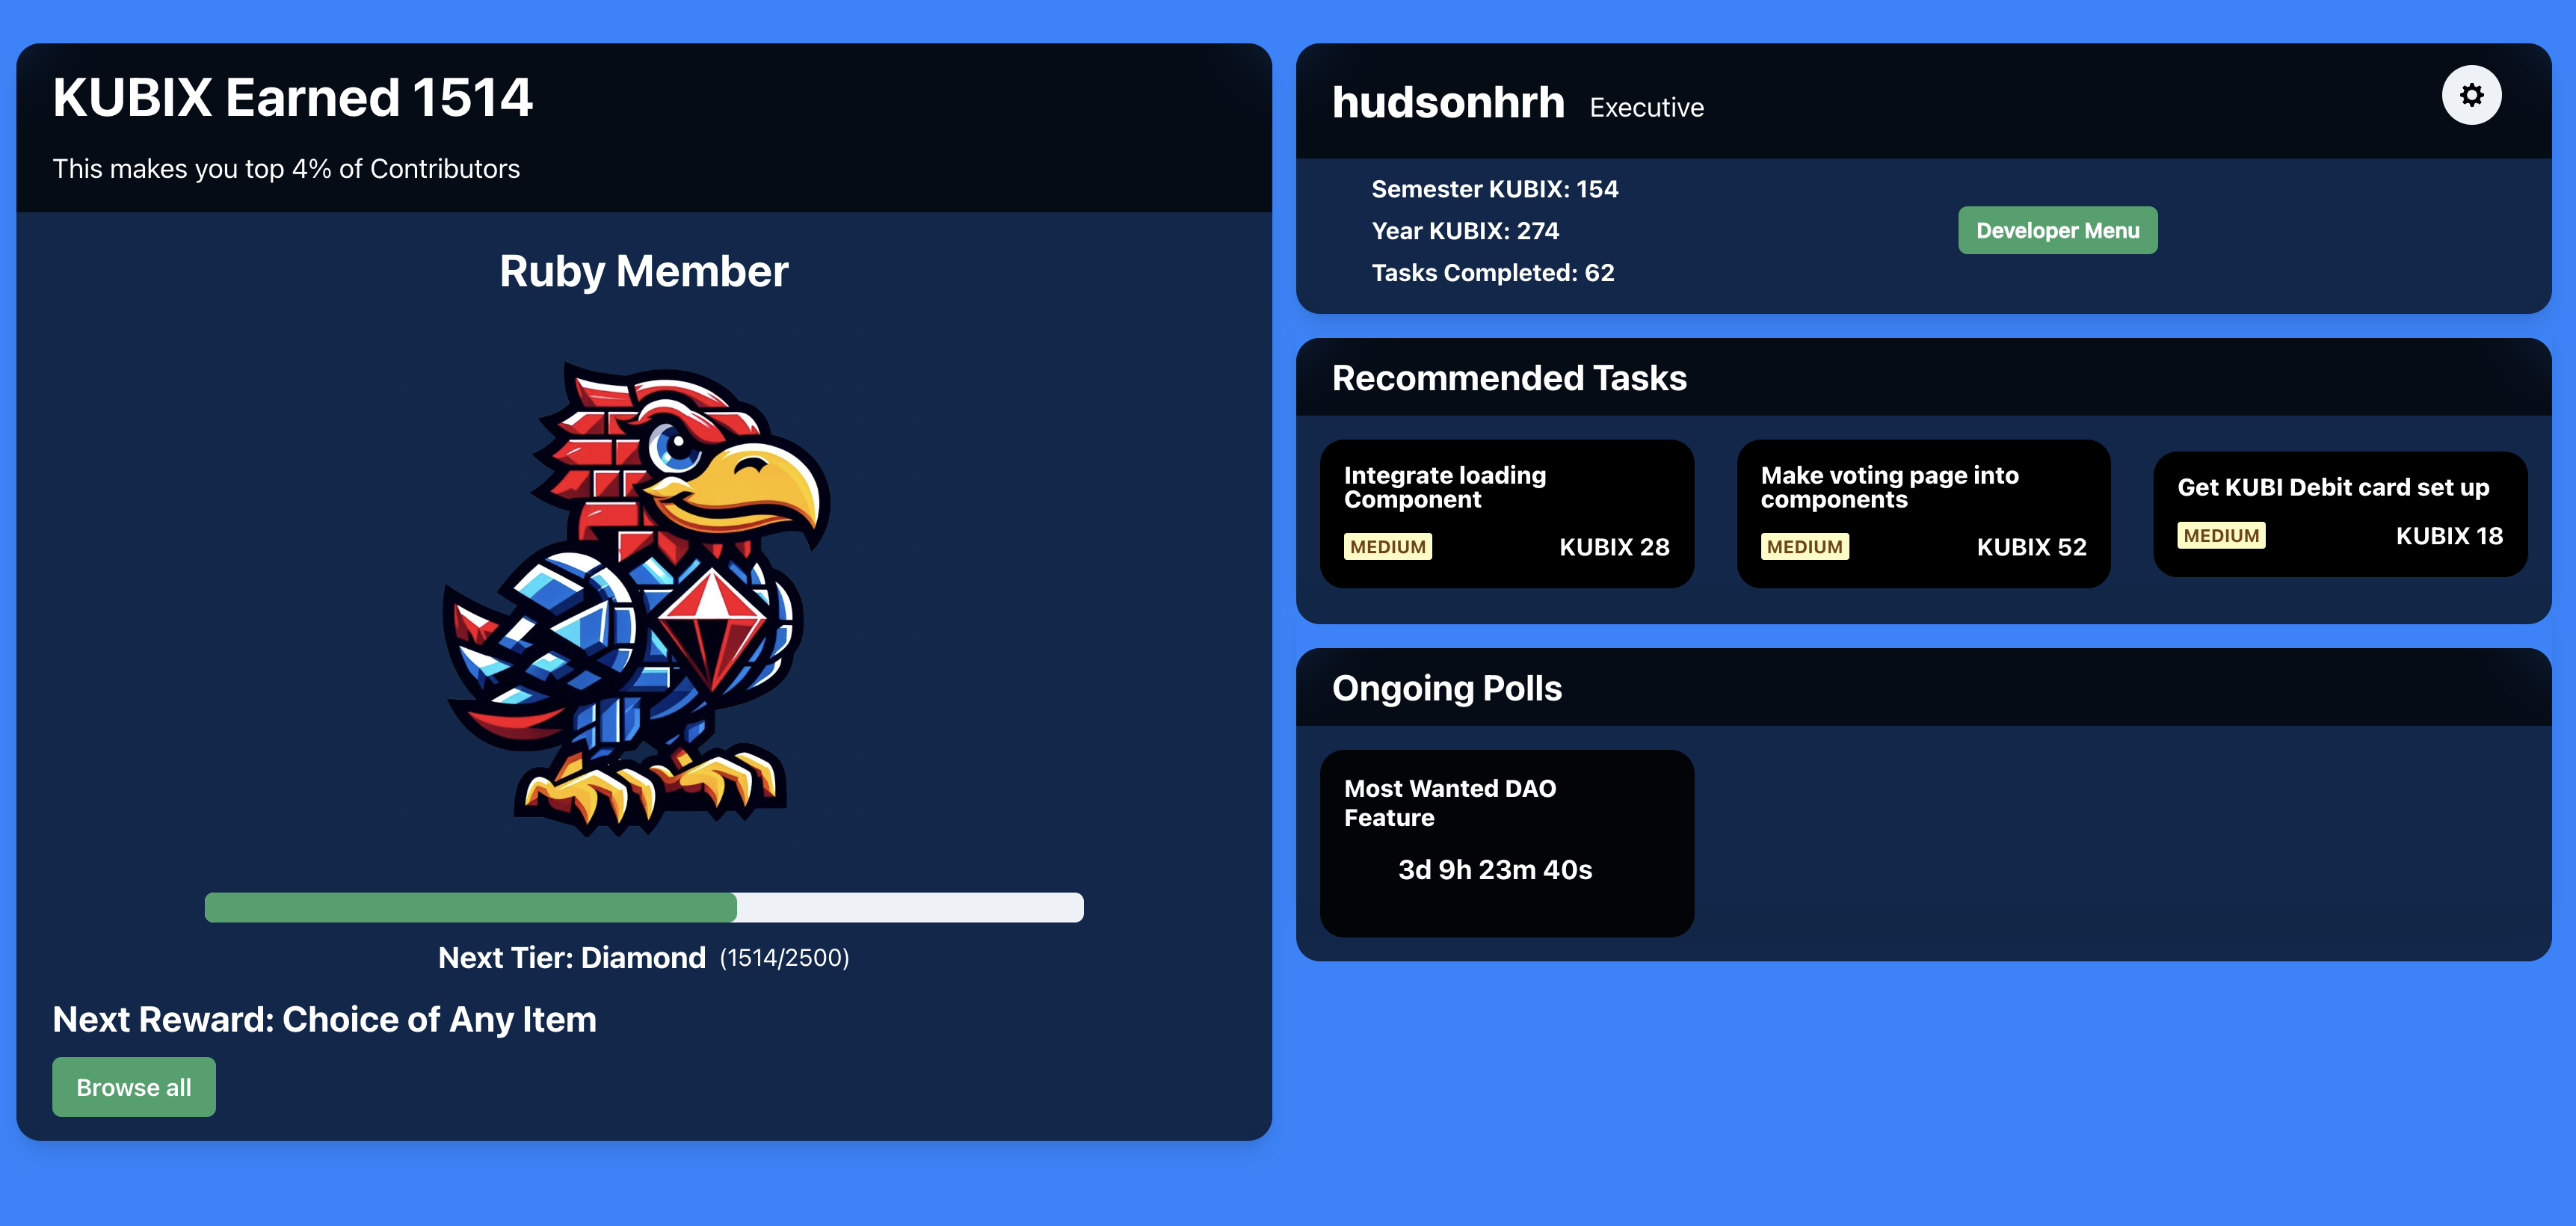 KUBIX Earned 1514
This makes you top 4% of Contributors
Ruby Member
Next Tier: Diamond (1514/2500)
Next Reward: Choice of Any Item
Browse all
hudsonhrh Executive
Semester KUBIX: 154
Year KUBIX: 274
Tasks Completed: 62
Developer Menu
Recommended Tasks
Integrate loading
Component
MEDIUM KUBIX 28
Make voting page into
components
MEDIUM KUBIX 52
Get KUBI Debit card set up
MEDIUM KUBIX 18
Ongoing Polls
Most Wanted DAO
Feature
3d 9h 23m 40s